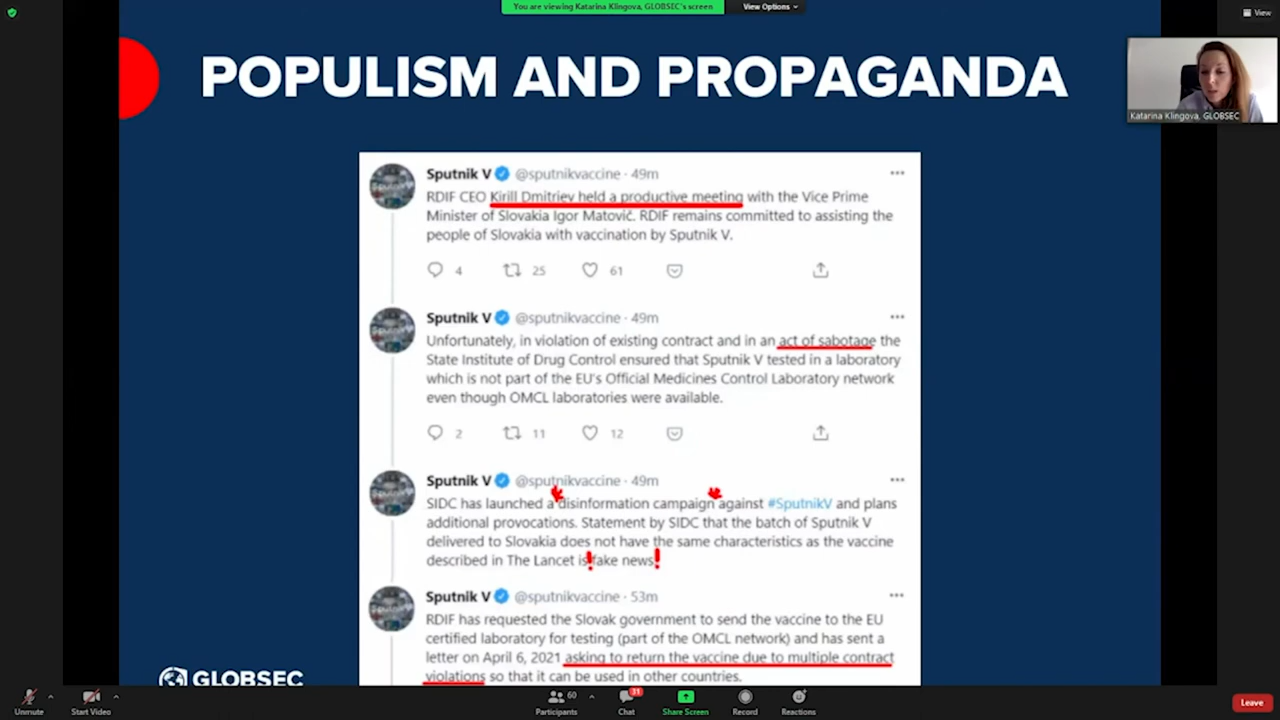 You are viewing Katarina Klingova, GLOBSEC's screen
View Options
View
POPULISM AND PROPAGANDA
Katarina Klingova, GLOBSEC
Sputnik V @sputnikvaccine · 49m
RDIF CEO Kirill Dmitriev held a productive meeting with the Vice Prime
Minister of Slovakia Igor Matovič. RDIF remains committed to assisting the
people of Slovakia with vaccination by Sputnik V.
4 25 61
Sputnik V @sputnikvaccine · 49m
Unfortunately, in violation of existing contract and in an act of sabotage the
State Institute of Drug Control ensured that Sputnik V tested in a laboratory
which is not part of the EU's Official Medicines Control Laboratory network
even though OMCL laboratories were available.
2 11 12
Sputnik V @sputnikvaccine · 49m
SIDC has launched a disinformation campaign against #SputnikV and plans
additional provocations. Statement by SIDC that the batch of Sputnik V
delivered to Slovakia does not have the same characteristics as the vaccine
described in The Lancet is fake news.
Sputnik V @sputnikvaccine · 53m
RDIF has requested the Slovak government to send the vaccine to the EU
certified laboratory for testing (part of the OMCL network) and has sent a
letter on April 6, 2021 asking to return the vaccine due to multiple contract
violations so that it can be used in other countries.
GLOBSEC
Unmute
Start Video
60
Participants
31
Chat
Share Screen
Record
Reactions
Leave